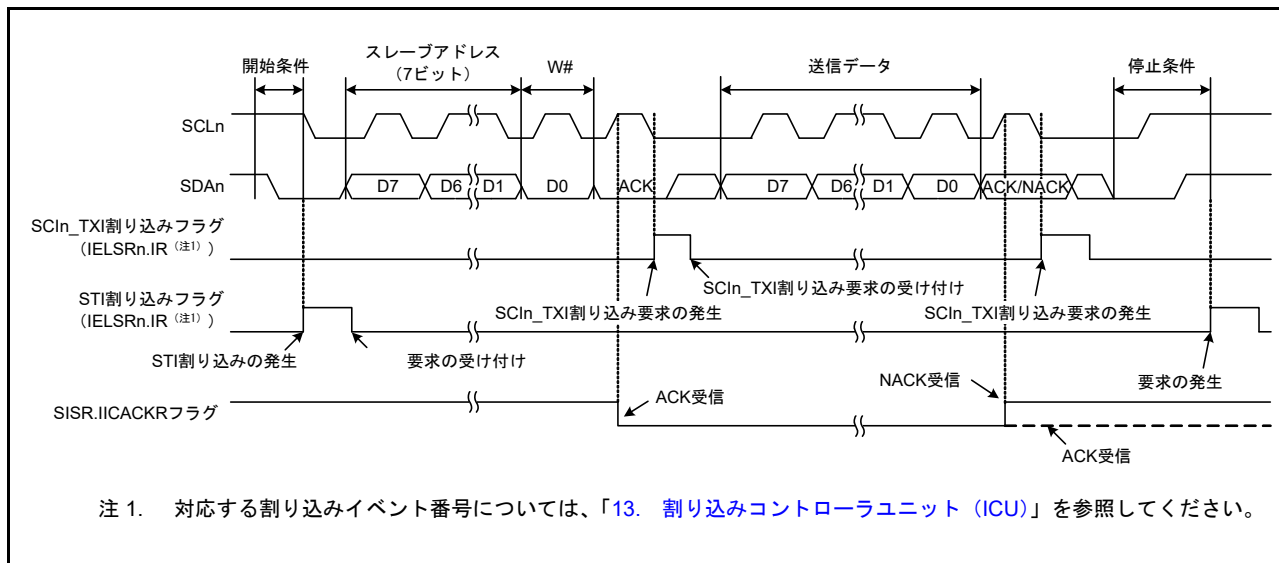 開始条件
スレーブアドレス
(7ビット)
W#
送信データ
停止条件
SCLn
SDAn
D7
D6
D1
D0
ACK
D7
D6
D1
D0
ACK/NACK
SCIn_TXI割り込みフラグ
(IELSRn.IR (注1) )
SCIn_TXI割り込み要求の受け付け
SCIn_TXI割り込み要求の発生
SCIn_TXI割り込み要求の発生
STI割り込みフラグ
(IELSRn.IR (注1) )
STI割り込みの発生
要求の受け付け
要求の発生
SISR.IICACKRフラグ
ACK受信
NACK受信
ACK受信
注 1. 対応する割り込みイベント番号については、「13. 割り込みコントローラユニット（ICU）」を参照してください。